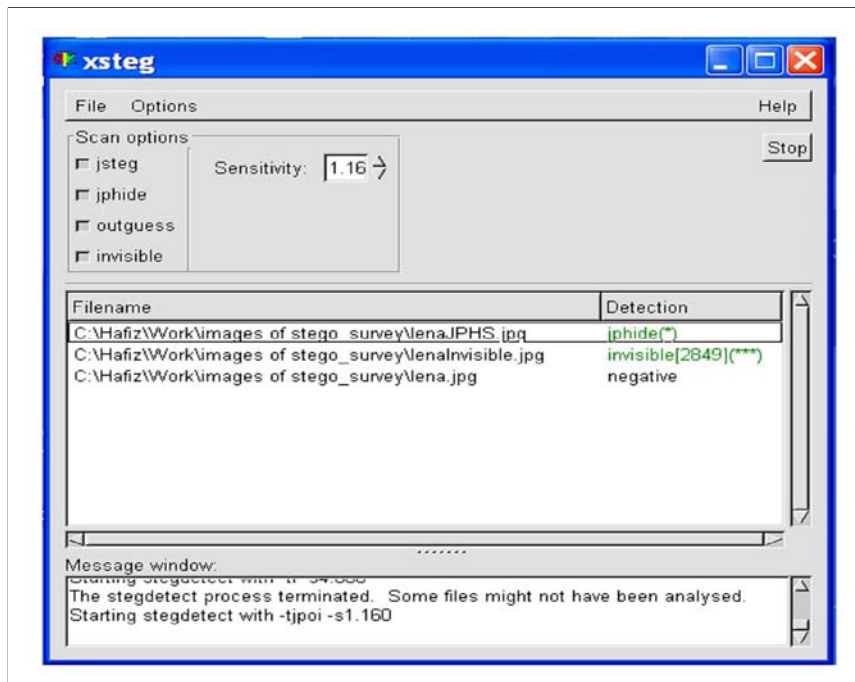 xsteg
File Options Help
Scan options
jsteg
Sensitivity: 1.16
Stop
jphide
outguess
invisible
Filename Detection
C:\Hafiz\Work\images of stego_survey\lenaJPHS.jpg jphide(*)
C:\Hafiz\Work\images of stego_survey\lenaInvisible.jpg invisible[2849](***)
C:\Hafiz\Work\images of stego_survey\lena.jpg negative
Message window:
Starting stegdetect with
The stegdetect process terminated. Some files might not have been analysed.
Starting stegdetect with -tjpoi -s1.160